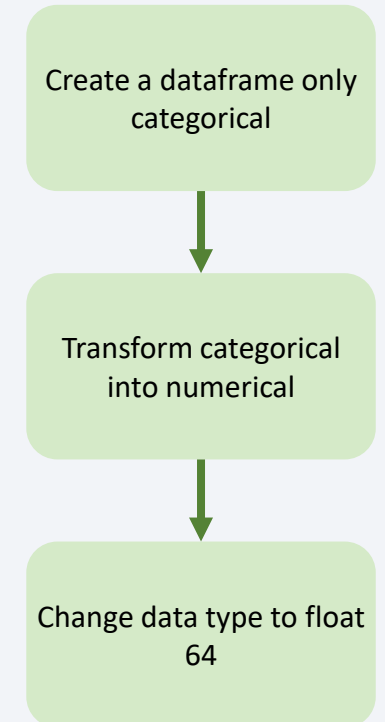 Create a dataframe only
categorical
Transform categorical
into numerical
Change data type to float
64